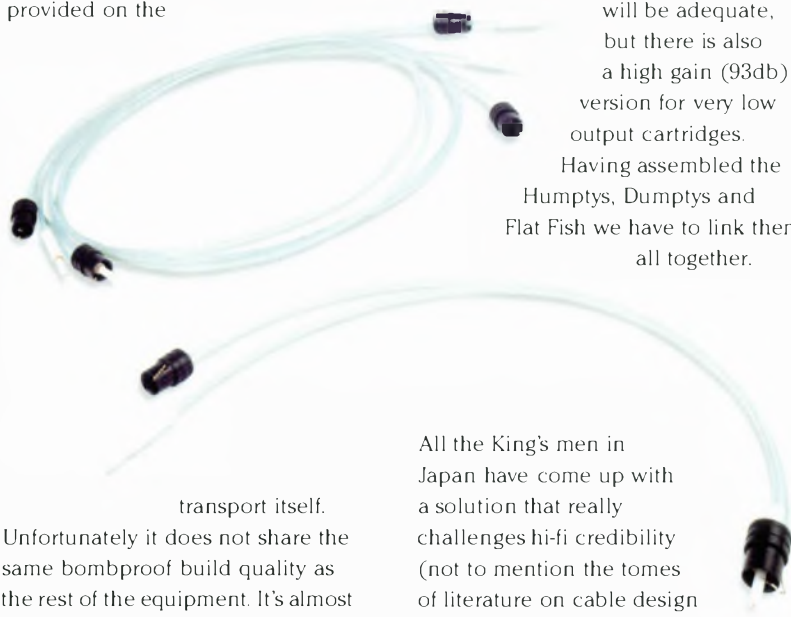 provided on the
transport itself.
Unfortunately it does not share the
same bombproof build quality as
the rest of the equipment. It's almost
will be adequate,
but there is also
a high gain (93db)
version for very low
output cartridges.
Having assembled the
Humptys, Dumptys and
Flat Fish we have to link them
all together.
All the King's men in
Japan have come up with
a solution that really
challenges hi-fi credibility
(not to mention the tomes
of literature on cable design